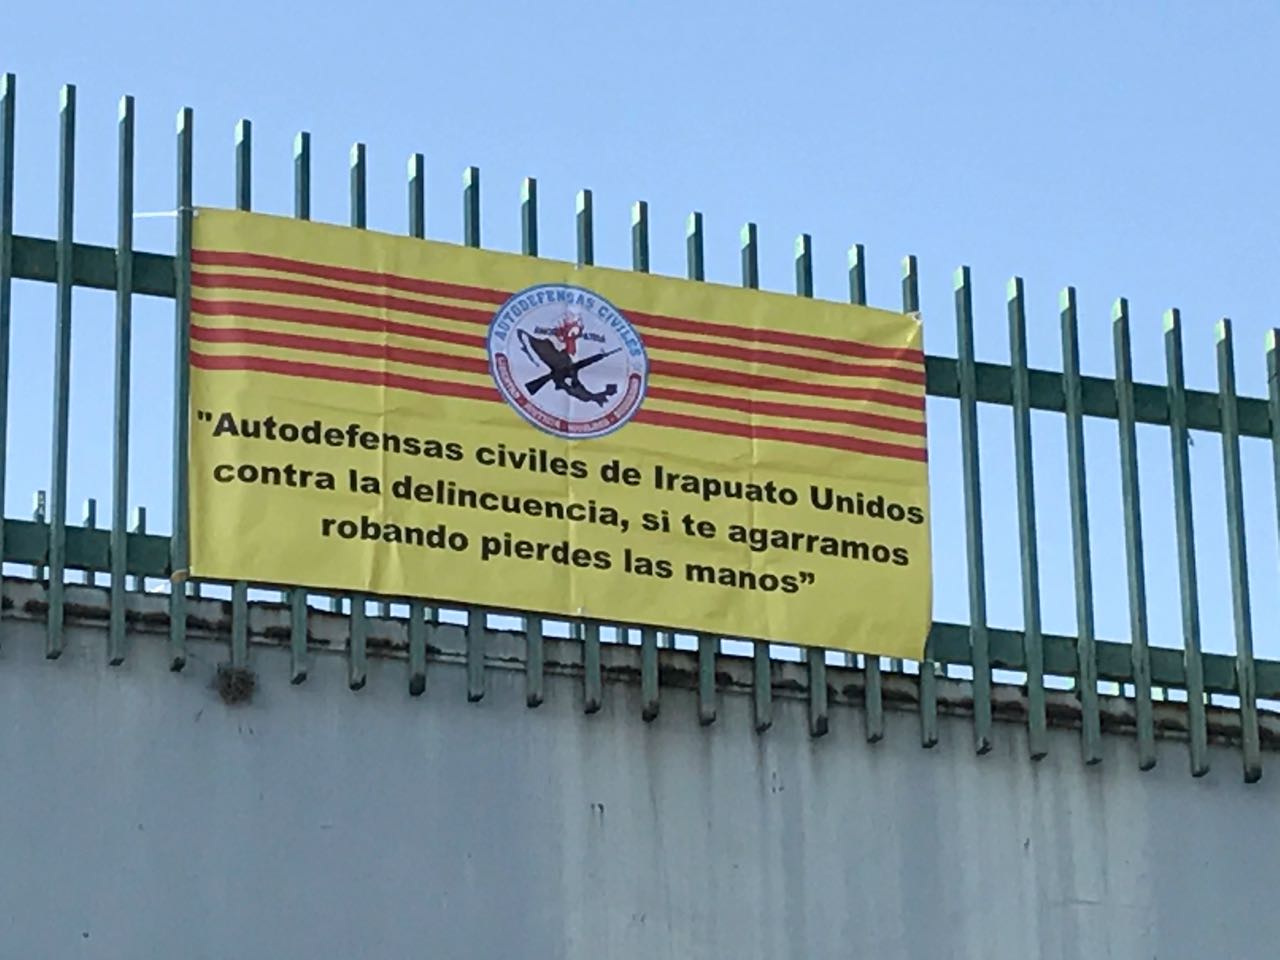 AUTODEFENSAS CIVILES
"Autodefensas civiles de Irapuato Unidos
contra la delincuencia, si te agarramos
robando pierdes las manos”